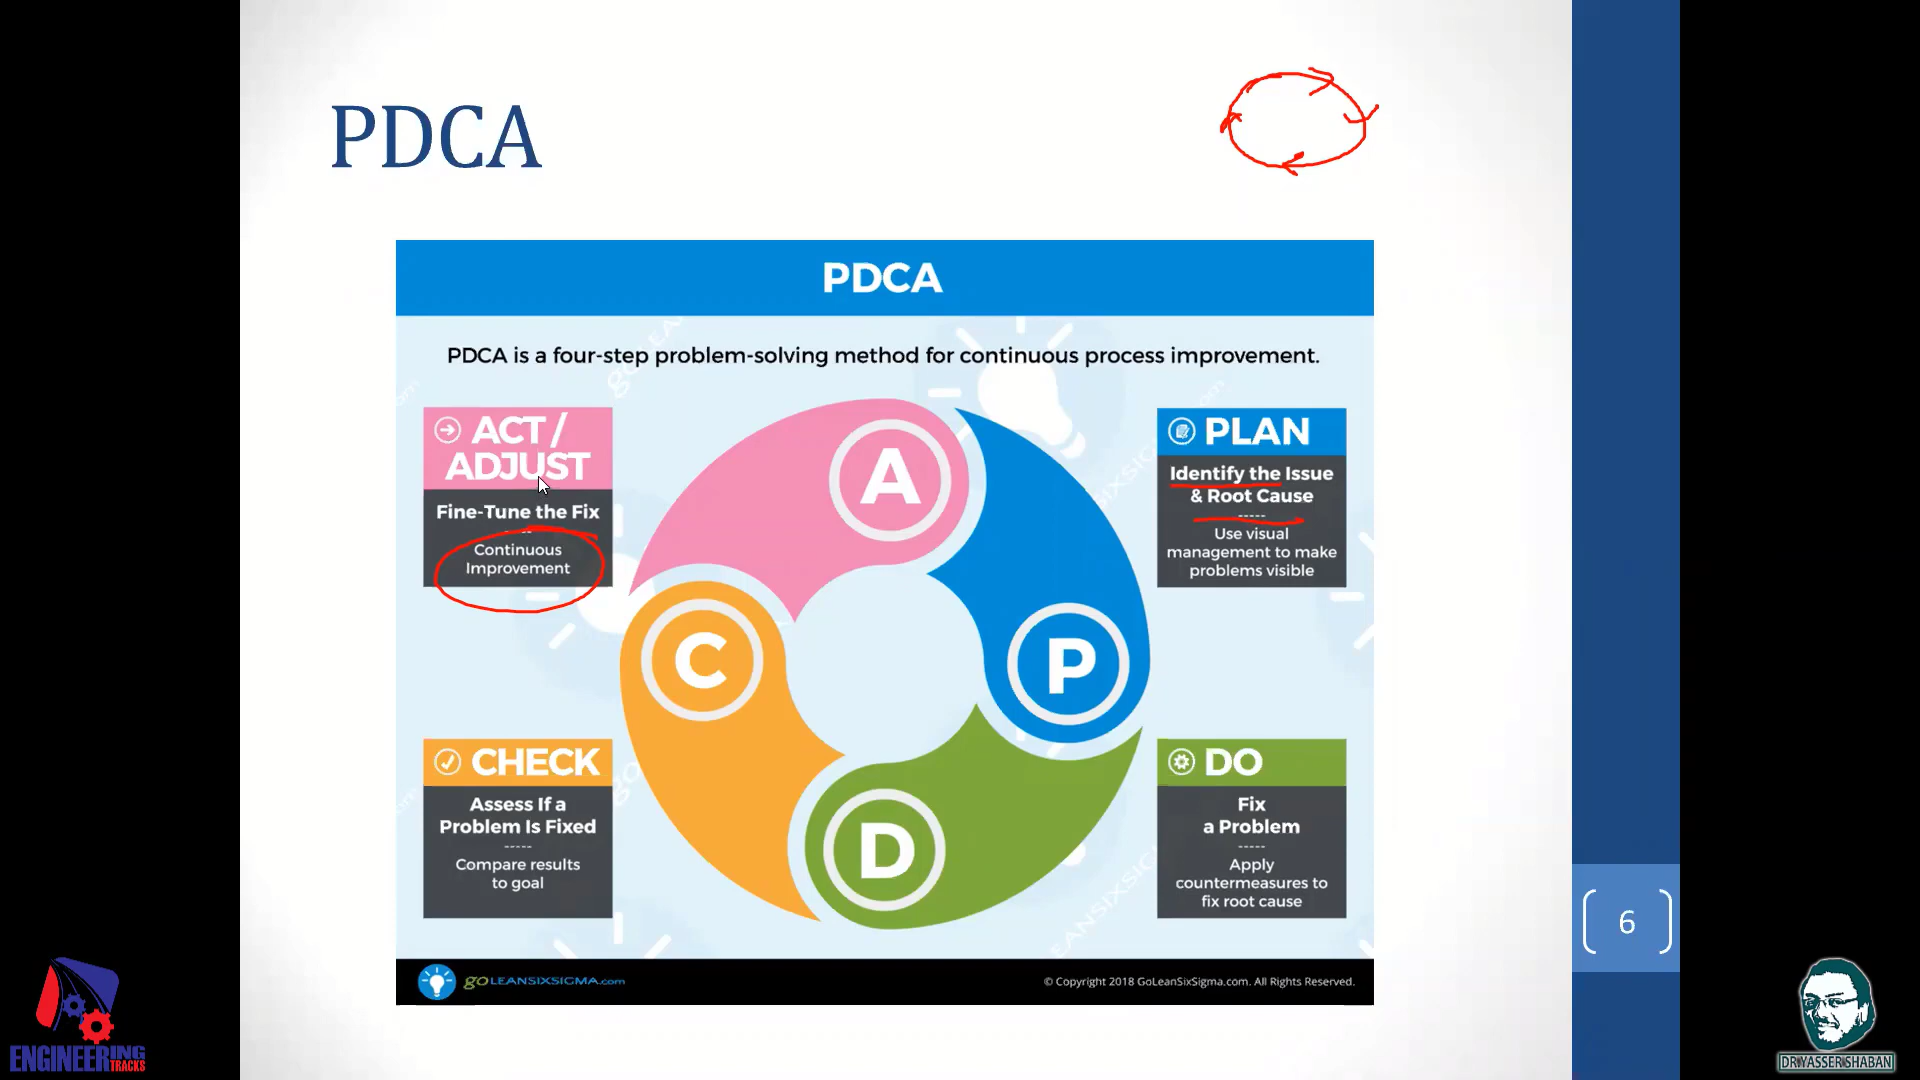 PDCA
PDCA
PDCA is a four-step problem-solving method for continuous process improvement.
ACT/
ADJUST
Fine-Tune the Fix
-----
Continuous
Improvement
PLAN
Identify the Issue
& Root Cause
-----
Use visual
management to make
problems visible
A
P
C
D
CHECK
Assess If a
Problem Is Fixed
-----
Compare results
to goal
DO
Fix
a Problem
-----
Apply
countermeasures to
fix root cause
6
goLEANSIXSIGMA.com
© Copyright 2018 GoLeanSixSigma.com. All Rights Reserved.
ENGINEERING
TRACKS
DR YASSER SHABAN